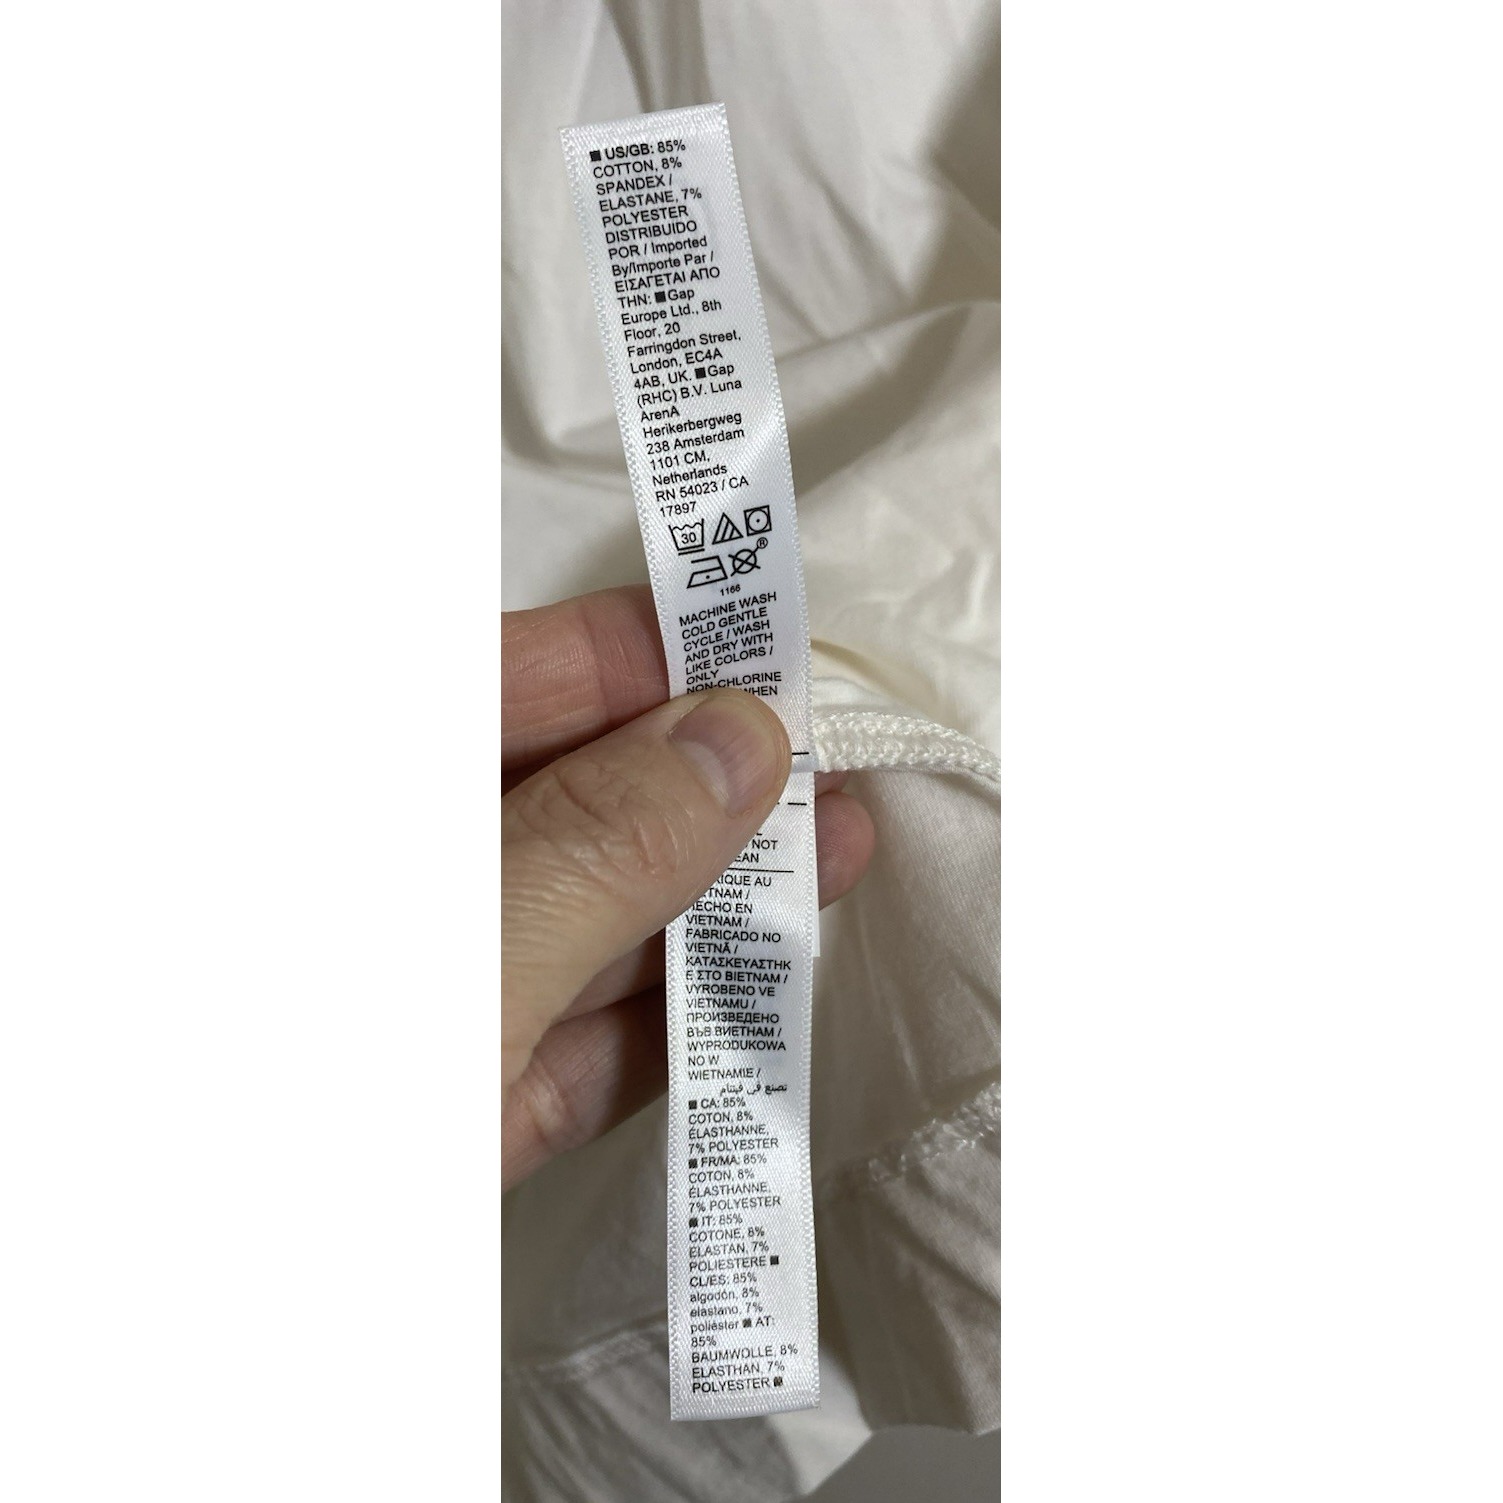 ■ US/GB: 85%
COTTON, 8%
SPANDEX /
ELASTANE, 7%
POLYESTER
DISTRIBUIDO
POR / Imported
By/Importe Par /
ΕΙΣΑΓΕΤΑΙ ΑΠΟ
ΤΗΝ: ■ Gap
Europe Ltd., 8th
Floor, 20
Farringdon Street,
London, EC4A
4AB, UK. ■ Gap
(RHC) B.V. Luna
ArenA
Herikerbergweg
238 Amsterdam
1101 CM,
Netherlands
RN 54023 / CA
17897
30
R
1166
MACHINE WASH
COLD GENTLE
CYCLE / WASH
AND DRY WITH
LIKE COLORS /
ONLY
NON-CHLORINE
WHEN
NOT
VIETNAM /
HECHO EN
VIETNAM /
FABRICADO NO
VIETNÃ /
ΚΑΤΑΣΚΕΥΑΣΤΗΚ
Ε ΣΤΟ ΒΙΕΤΝΑΜ /
VYROBENO VE
VIETNAMU /
ПРОИЗВЕДЕНО
ВЪВ ВИЕТНАМ /
WYPRODUKOWA
NO W
WIETNAMIE /
تصنع في فيتنام
■ CA: 85%
COTON, 8%
ÉLASTHANNE,
7% POLYESTER
■ FR/MA: 85%
COTON, 8%
ÉLASTHANNE,
7% POLYESTER
■ IT: 85%
COTONE, 8%
ELASTAN, 7%
POLIESTERE ■
CL/ES: 85%
algodón, 8%
elastano, 7%
poliéster ■ AT:
85%
BAUMWOLLE, 8%
ELASTHAN, 7%
POLYESTER ■